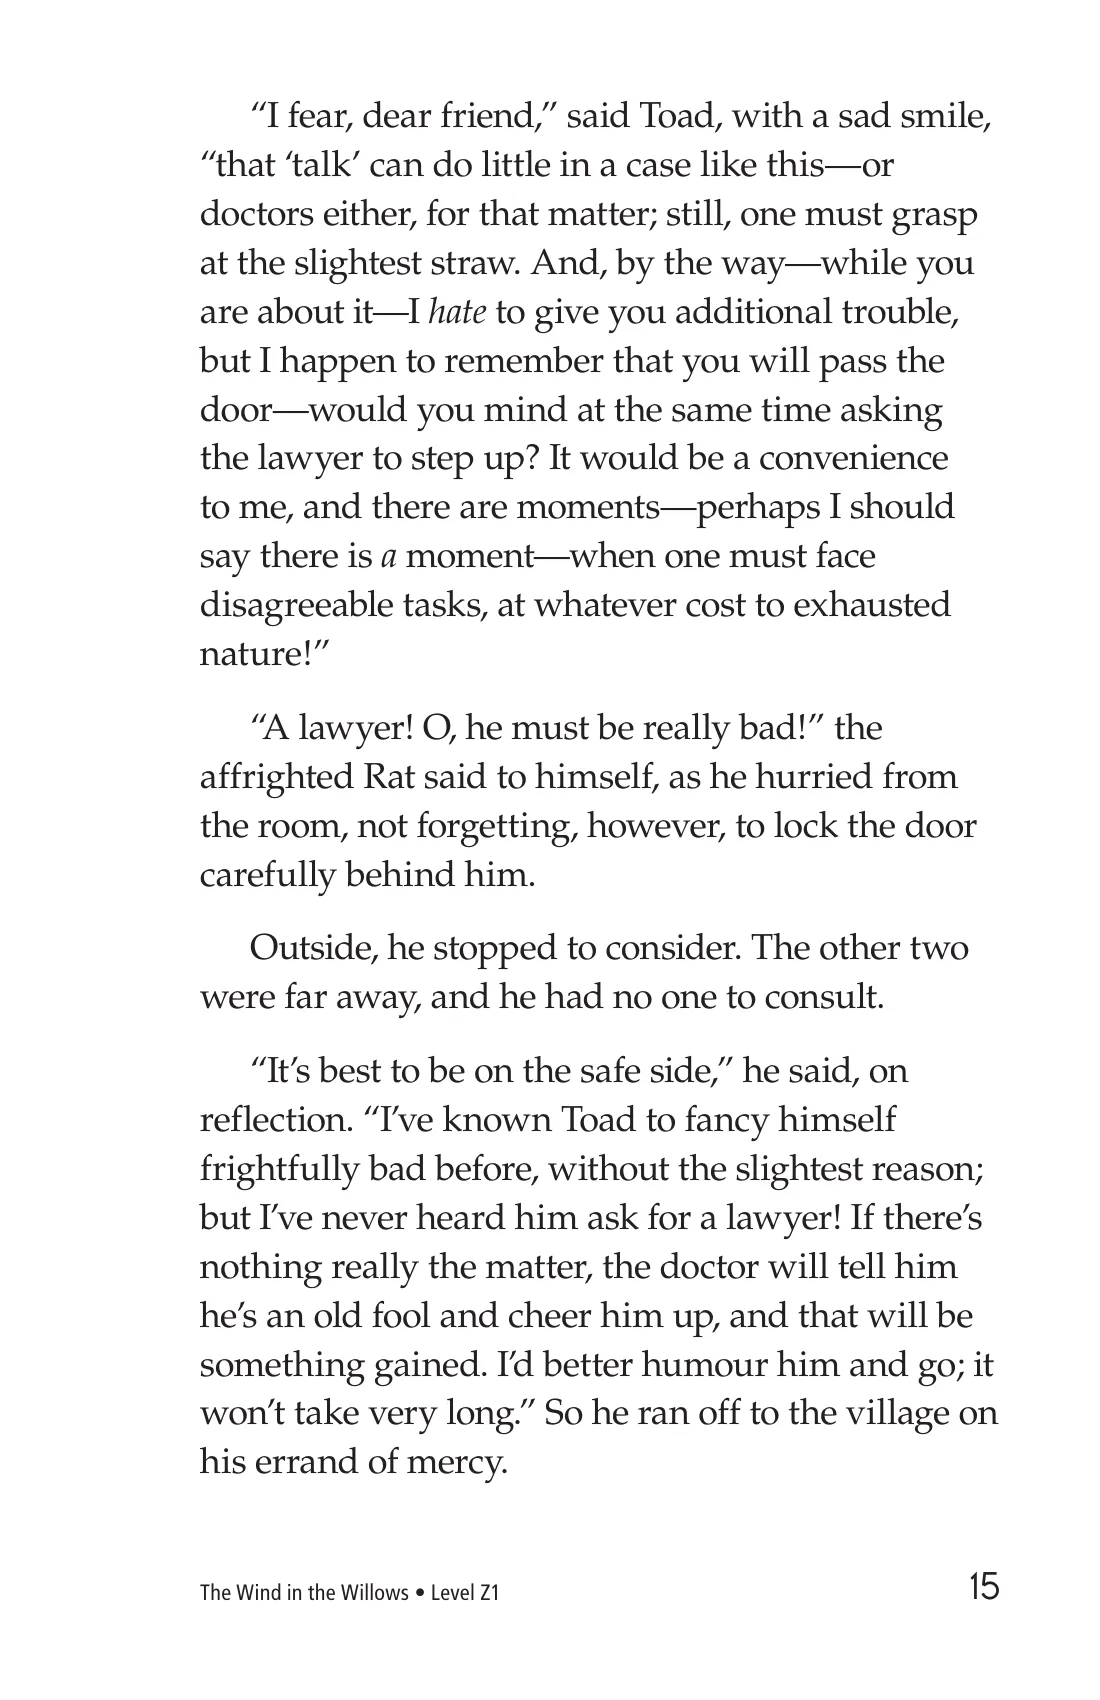 “I fear, dear friend,” said Toad, with a sad smile,
“that ‘talk’ can do little in a case like this—or
doctors either, for that matter; still, one must grasp
at the slightest straw. And, by the way—while you
are about it—I hate to give you additional trouble,
but I happen to remember that you will pass the
door—would you mind at the same time asking
the lawyer to step up? It would be a convenience
to me, and there are moments—perhaps I should
say there is a moment—when one must face
disagreeable tasks, at whatever cost to exhausted
nature!”
“A lawyer! O, he must be really bad!” the
affrighted Rat said to himself, as he hurried from
the room, not forgetting, however, to lock the door
carefully behind him.
Outside, he stopped to consider. The other two
were far away, and he had no one to consult.
“It’s best to be on the safe side,” he said, on
reflection. “I’ve known Toad to fancy himself
frightfully bad before, without the slightest reason;
but I’ve never heard him ask for a lawyer! If there’s
nothing really the matter, the doctor will tell him
he’s an old fool and cheer him up, and that will be
something gained. I’d better humour him and go; it
won’t take very long.” So he ran off to the village on
his errand of mercy.
The Wind in the Willows • Level Z1 15